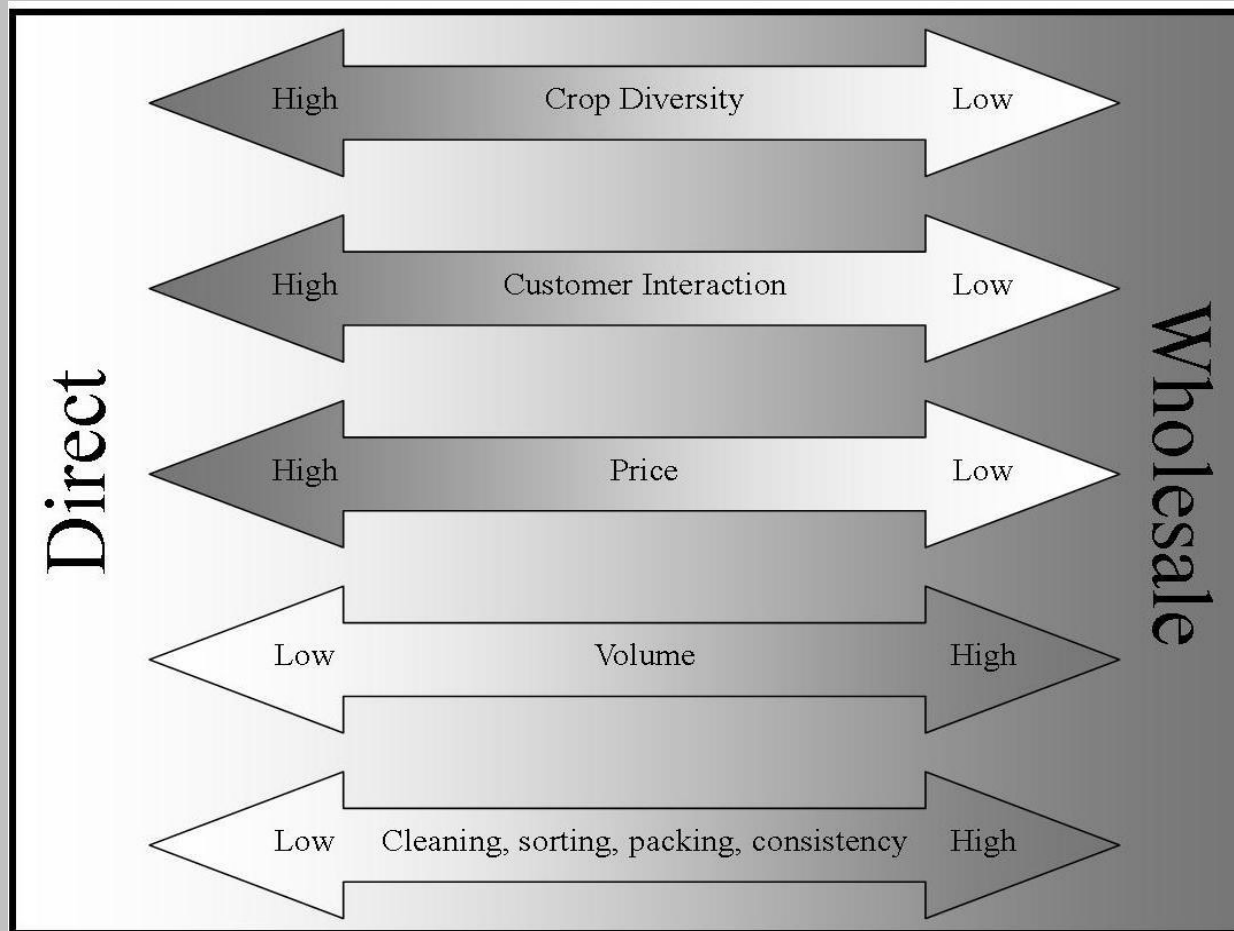 High Crop Diversity Low
High Customer Interaction Low
Direct
High Price Low
Wholesale
Low Volume High
Low Cleaning, sorting, packing, consistency High